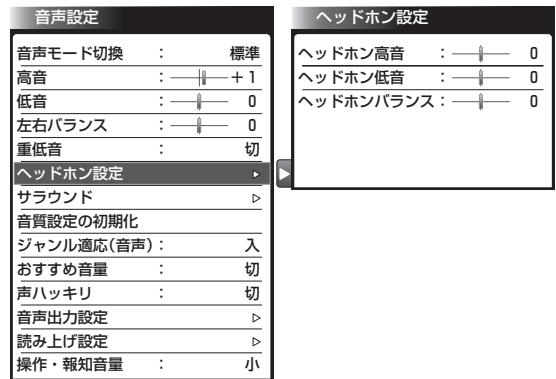 音声設定
音声モード切換 : 標準
高音 : +1
低音 : 0
左右バランス : 0
重低音 : 切
ヘッドホン設定
サラウンド
音質設定の初期化
ジャンル適応(音声) : 入
おすすめ音量 : 切
声ハッキリ : 切
音声出力設定
読み上げ設定
操作・報知音量 : 小
ヘッドホン設定
ヘッドホン高音 : 0
ヘッドホン低音 : 0
ヘッドホンバランス : 0